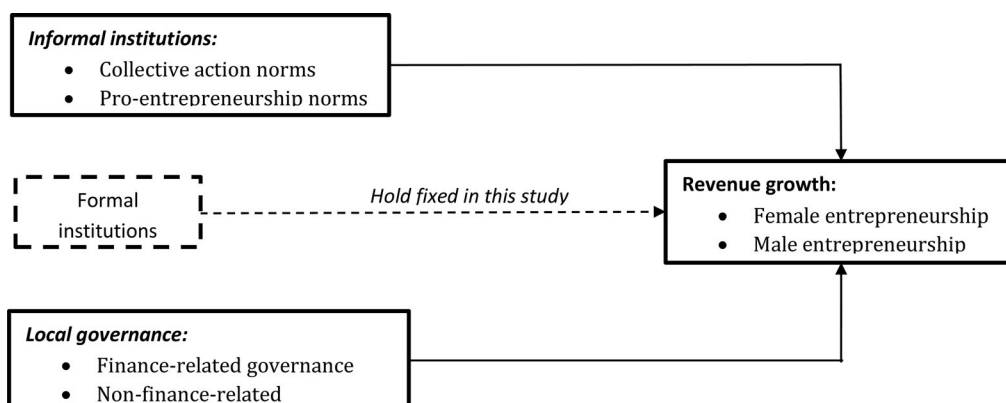 Informal institutions:
• Collective action norms
• Pro-entrepreneurship norms
Formal
institutions
Hold fixed in this study
Revenue growth:
• Female entrepreneurship
• Male entrepreneurship
Local governance:
• Finance-related governance
• Non-finance-related